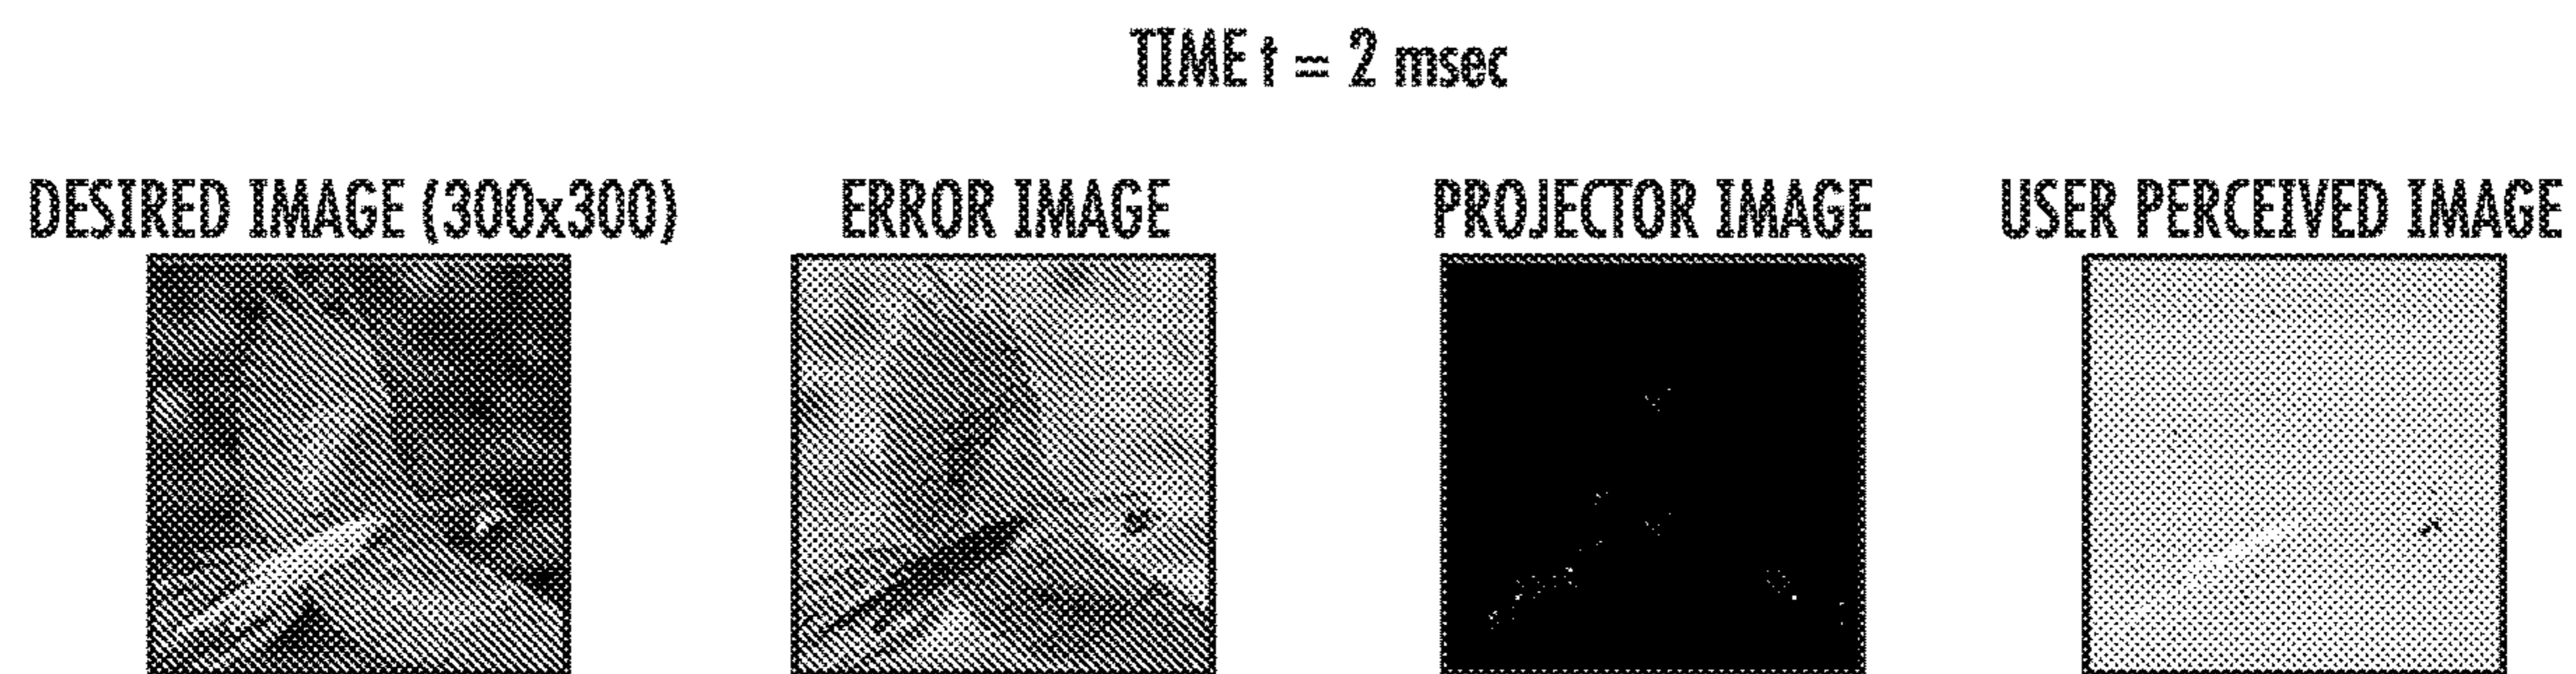 TIME t = 2 msec
DESIRED IMAGE (300x300) ERROR IMAGE PROJECTOR IMAGE USER PERCEIVED IMAGE